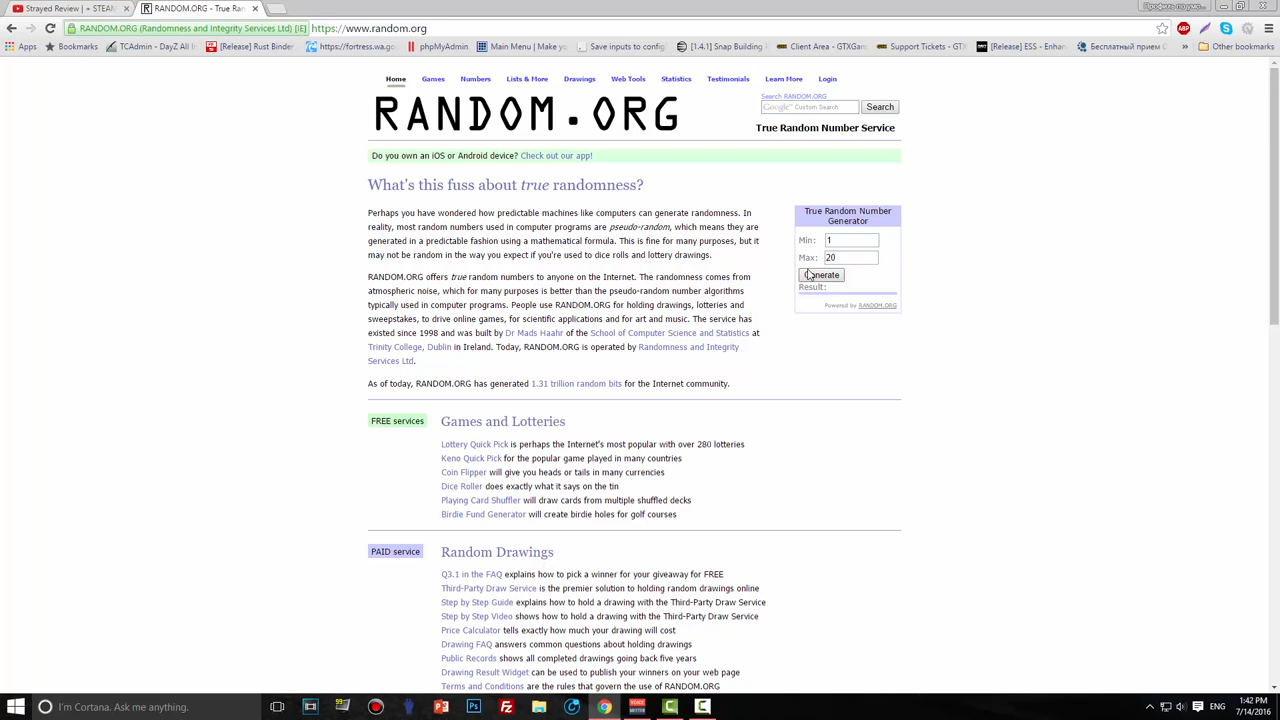 Strayed Review | + STEAM
RANDOM.ORG - True Ran
RANDOM.ORG (Randomness and Integrity Services Ltd) [IE]
https://www.random.org
Apps
Bookmarks
TCAdmin - DayZ Al
[Release] Rust Binder
https://fortress.wa.go
phpMyAdmin
Main Menu | Make you
Save inputs to config
[1.4.1] Snap Building
Client Area - GTXGam
Support Tickets - GTX
[Release] ESS - Enhan
Бесплатный прием с
Other bookmarks
Home
Games
Numbers
Lists & More
Drawings
Web Tools
Statistics
Testimonials
Learn More
Login
RANDOM.ORG
Search RANDOM.ORG
Google™ Custom Search
Search
True Random Number Service
Do you own an iOS or Android device? Check out our app!
What's this fuss about true randomness?
Perhaps you have wondered how predictable machines like computers can generate randomness. In
reality, most random numbers used in computer programs are pseudo-random, which means they are
generated in a predictable fashion using a mathematical formula. This is fine for many purposes, but it
may not be random in the way you expect if you're used to dice rolls and lottery drawings.
RANDOM.ORG offers true random numbers to anyone on the Internet. The randomness comes from
atmospheric noise, which for many purposes is better than the pseudo-random number algorithms
typically used in computer programs. People use RANDOM.ORG for holding drawings, lotteries and
sweepstakes, to drive online games, for scientific applications and for art and music. The service has
existed since 1998 and was built by Dr Mads Haahr of the School of Computer Science and Statistics at
Trinity College, Dublin in Ireland. Today, RANDOM.ORG is operated by Randomness and Integrity
Services Ltd.
As of today, RANDOM.ORG has generated 1.31 trillion random bits for the Internet community.
True Random Number
Generator
Min: 1
Max: 20
Generate
Result:
Powered by RANDOM.ORG
FREE services
Games and Lotteries
Lottery Quick Pick is perhaps the Internet's most popular with over 280 lotteries
Keno Quick Pick for the popular game played in many countries
Coin Flipper will give you heads or tails in many currencies
Dice Roller does exactly what it says on the tin
Playing Card Shuffler will draw cards from multiple shuffled decks
Birdie Fund Generator will create birdie holes for golf courses
PAID service
Random Drawings
Q3.1 in the FAQ explains how to pick a winner for your giveaway for FREE
Third-Party Draw Service is the premier solution to holding random drawings online
Step by Step Guide explains how to hold a drawing with the Third-Party Draw Service
Step by Step Video shows how to hold a drawing with the Third-Party Draw Service
Price Calculator tells exactly how much your drawing will cost
Drawing FAQ answers common questions about holding drawings
Public Records shows all completed drawings going back five years
Drawing Result Widget can be used to publish your winners on your web page
Terms and Conditions are the rules that govern the use of RANDOM.ORG
I'm Cortana. Ask me anything.
ENG
1:42 PM
7/14/2016